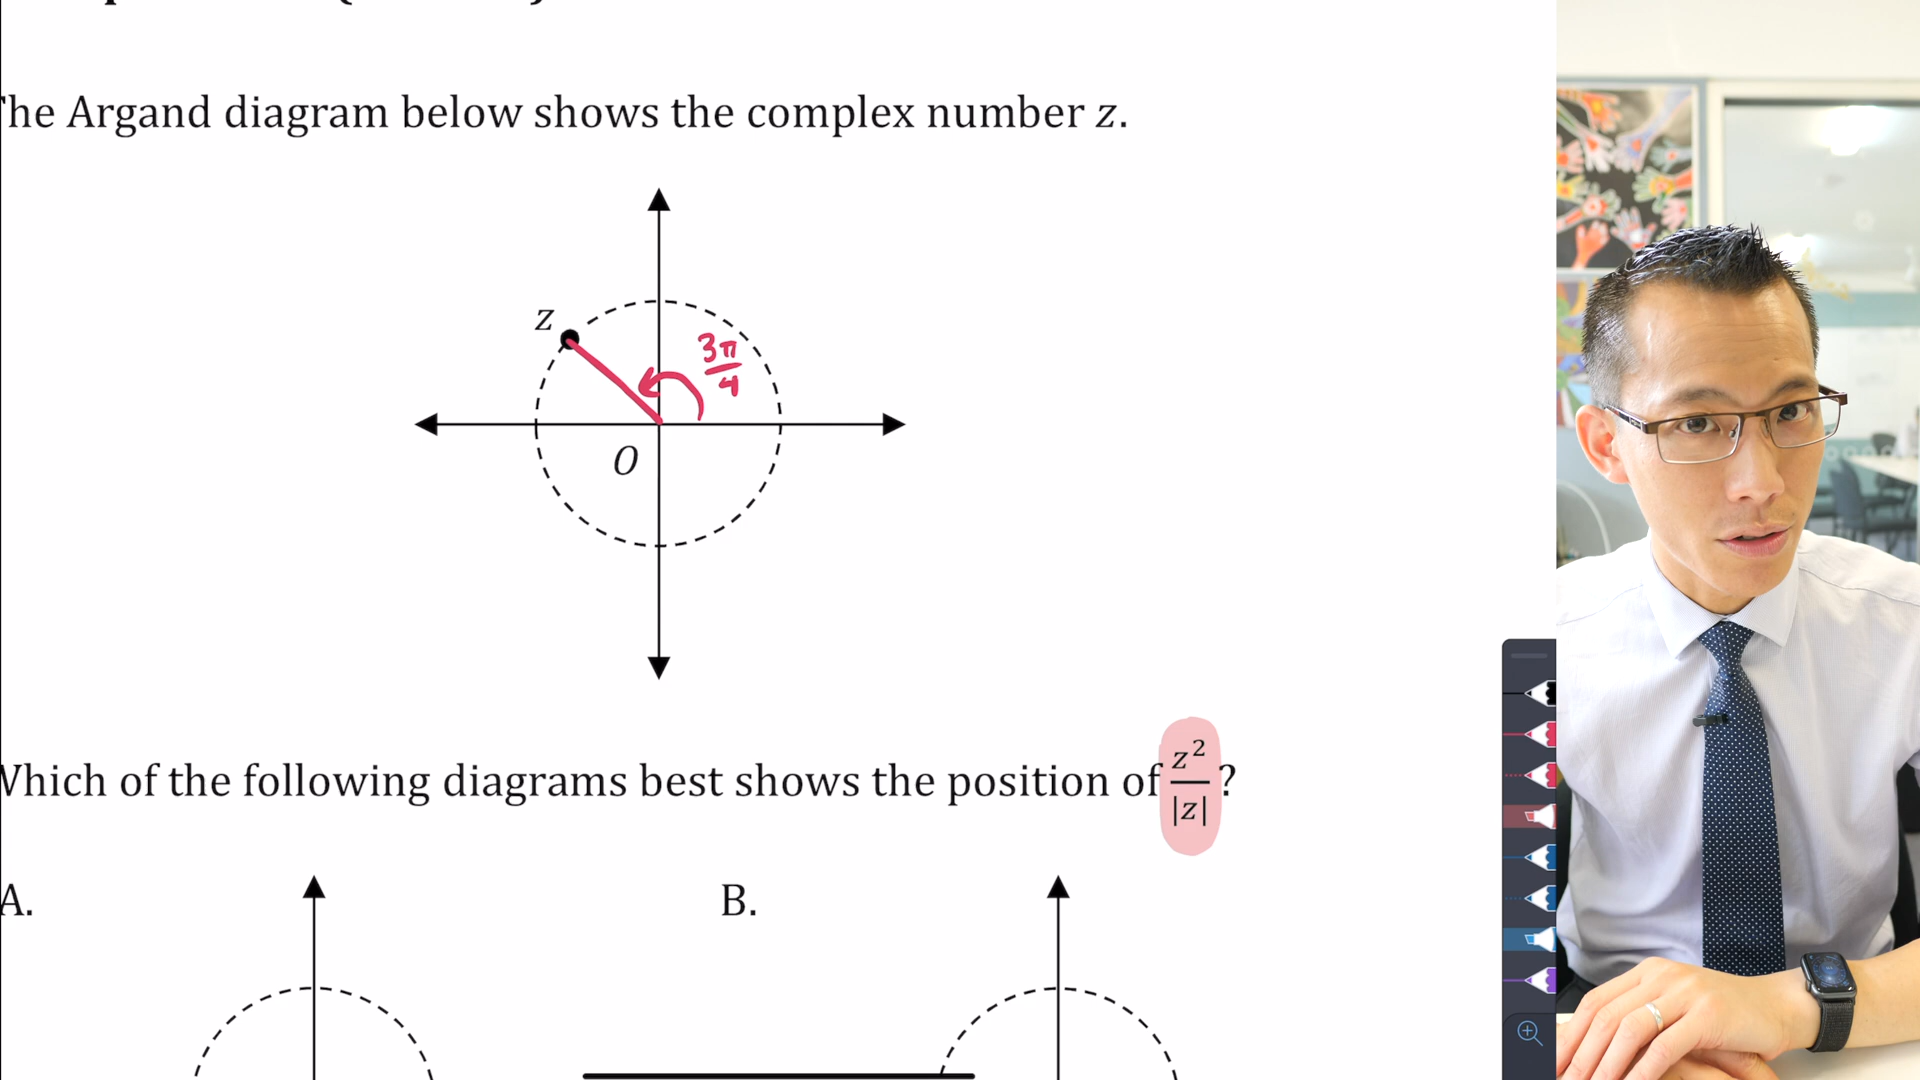 he Argand diagram below shows the complex number z.
z
3π/4
O
Which of the following diagrams best shows the position of z²/|z|?
A.
B.